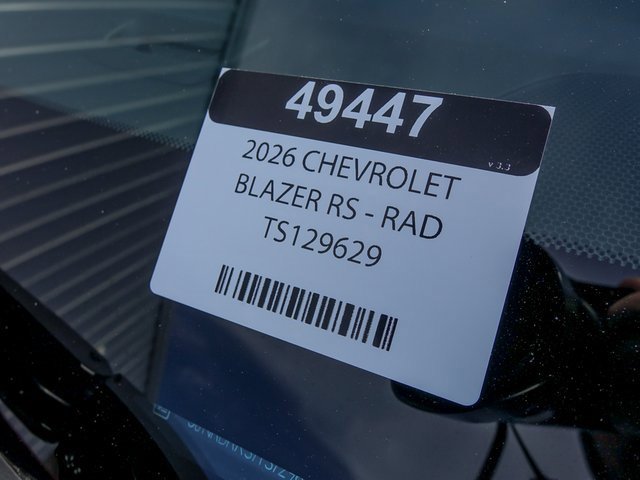 49447
v 3.3
2026 CHEVROLET
BLAZER RS - RAD
TS129629